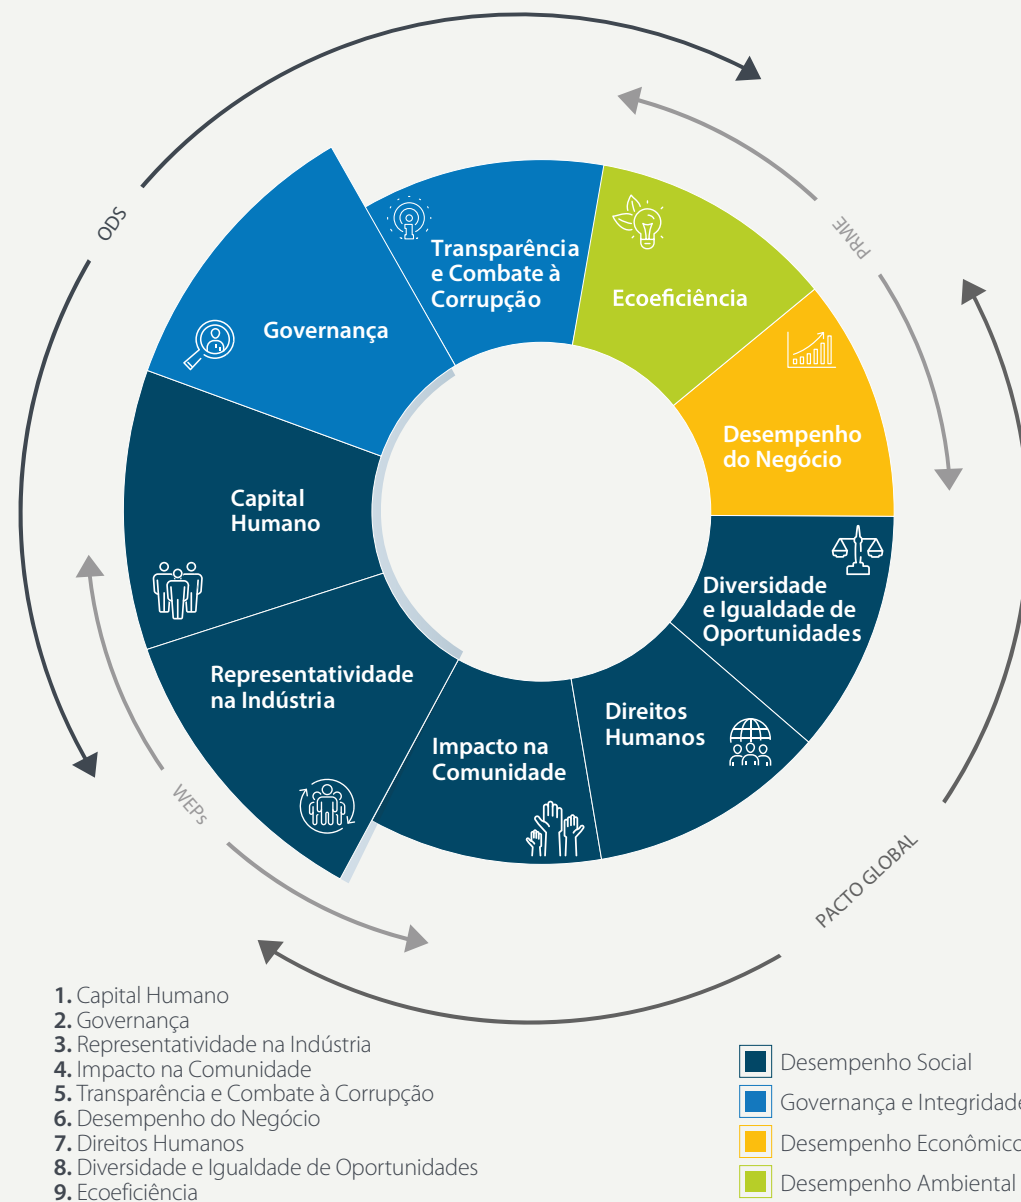 ODS
PRME
Transparência
e Combate à
Corrupção
Ecoeficiência
Governança
Desempenho
do Negócio
Capital
Humano
Diversidade
e Igualdade de
Oportunidades
Representatividade
na Indústria
Direitos
Humanos
Impacto na
Comunidade
WEPs
PACTO GLOBAL
1. Capital Humano
2. Governança
3. Representatividade na Indústria
4. Impacto na Comunidade
5. Transparência e Combate à Corrupção
6. Desempenho do Negócio
7. Direitos Humanos
8. Diversidade e Igualdade de Oportunidades
9. Ecoeficiência
Desempenho Social
Governança e Integridade
Desempenho Econômico
Desempenho Ambiental